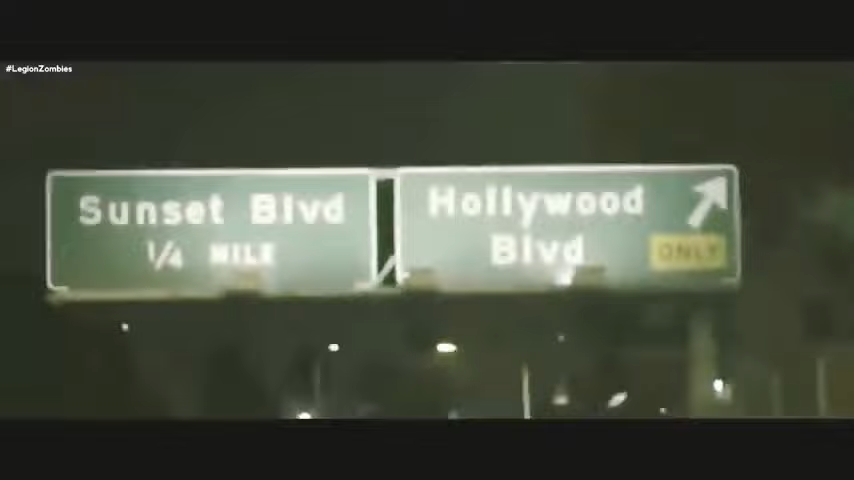 #LegionZombies
Sunset Blvd
1/4 MILE
Hollywood
Blvd
ONLY